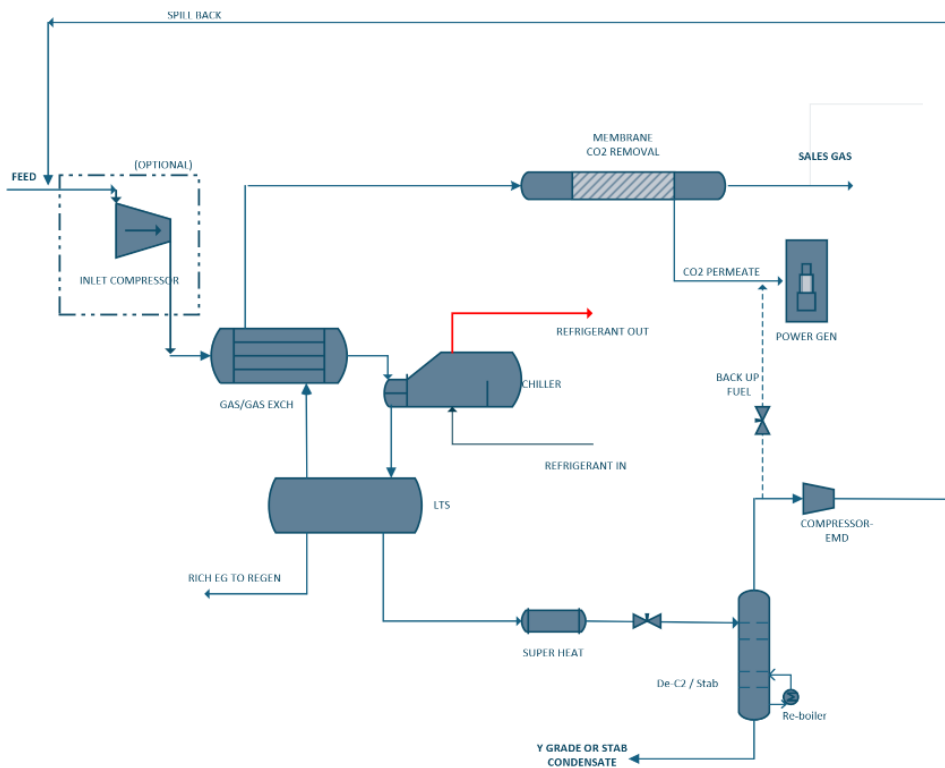 SPILL BACK
(OPTIONAL)
MEMBRANE
CO2 REMOVAL
FEED
SALES GAS
INLET COMPRESSOR
CO2 PERMEATE
REFRIGERANT OUT
POWER GEN
CHILLER
BACK UP
FUEL
GAS/GAS EXCH
REFRIGERANT IN
LTS
COMPRESSOR-
EMD
RICH EG TO REGEN
SUPER HEAT
De-C2 / Stab
M
Re-boiler
Y GRADE OR STAB
CONDENSATE